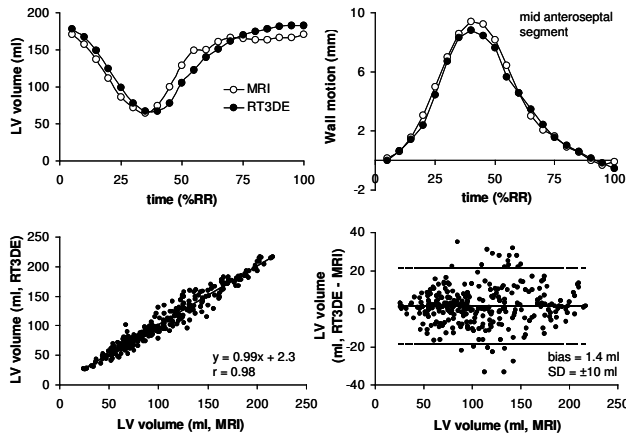 200
150
100
50
0
LV volume (ml)
MRI
RT3DE
0
25
50
75
100
time (%RR)
10
6
2
-2
Wall motion (mm)
mid anteroseptal
segment
0
25
50
75
100
time (%RR)
250
200
150
100
50
0
LV volume (ml, RT3DE)
y = 0.99x + 2.3
r = 0.98
0
50
100
150
200
250
LV volume (ml, MRI)
40
20
0
-20
-40
LV volume
(ml, RT3DE - MRI)
bias = 1.4 ml
SD = ±10 ml
0
50
100
150
200
250
LV volume (ml, MRI)